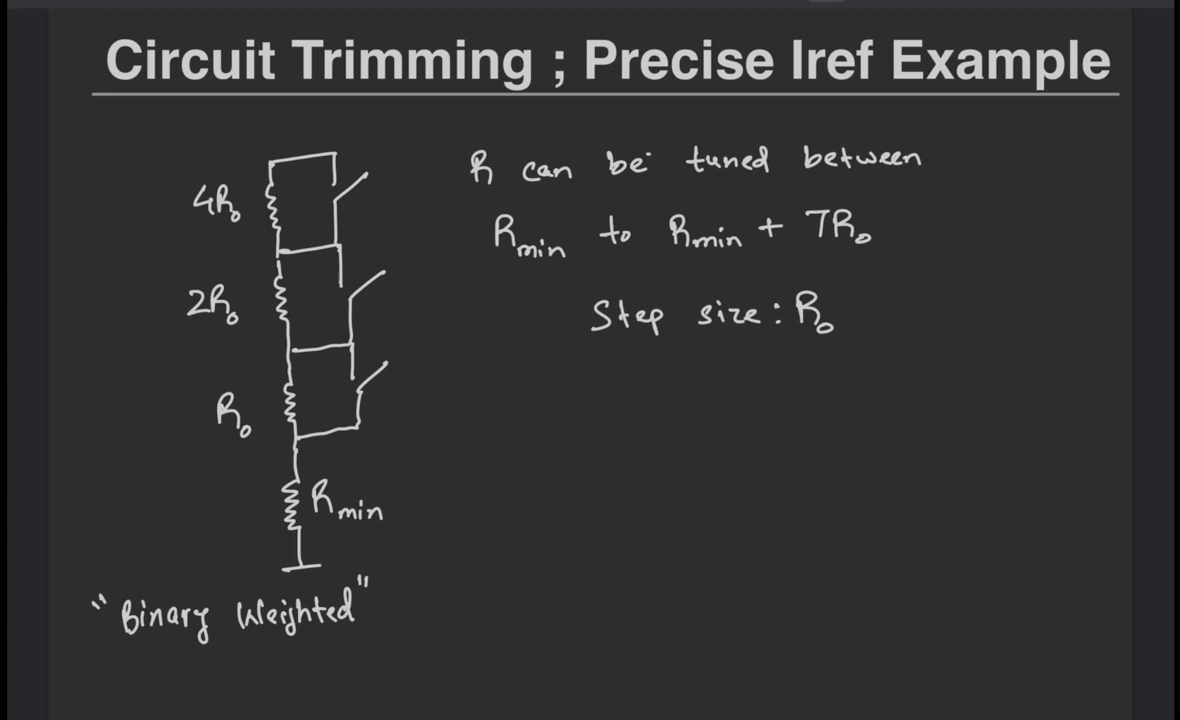 Circuit Trimming ; Precise Iref Example
R can be tuned between
Rmin to Rmin + 7R₀
Step size: R₀
4R₀
2R₀
R₀
Rmin
"Binary Weighted"